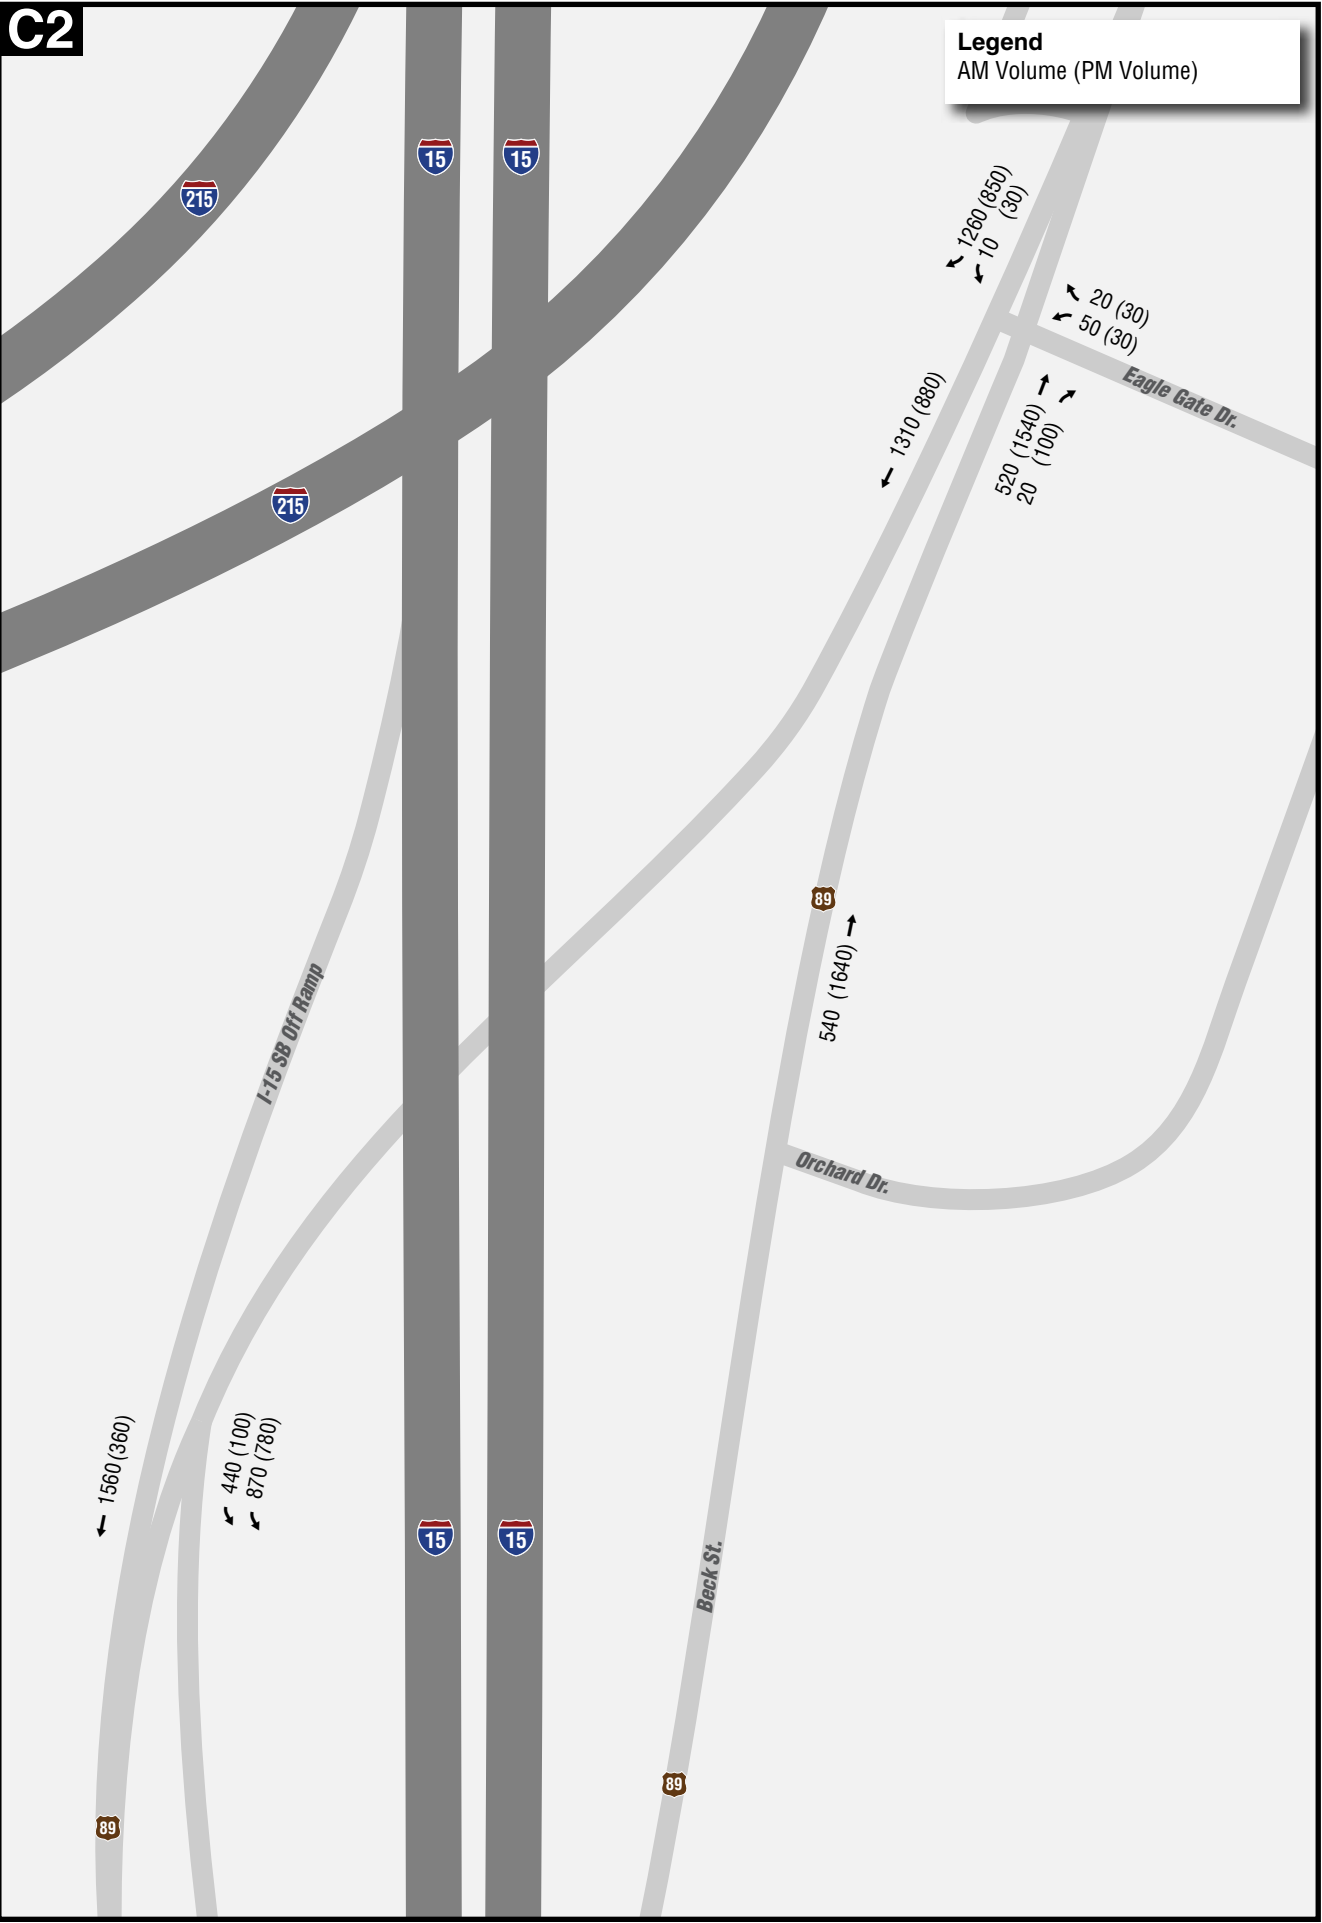 C2
Legend
AM Volume (PM Volume)
15
15
215
1260 (850)
10 (30)
20 (30)
50 (30)
Eagle Gate Dr.
1310 (880)
520 (1540)
20 (100)
215
89
540 (1640)
I-15 SB Off Ramp
Orchard Dr.
1560 (360)
440 (100)
870 (780)
15
15
Beck St.
89
89